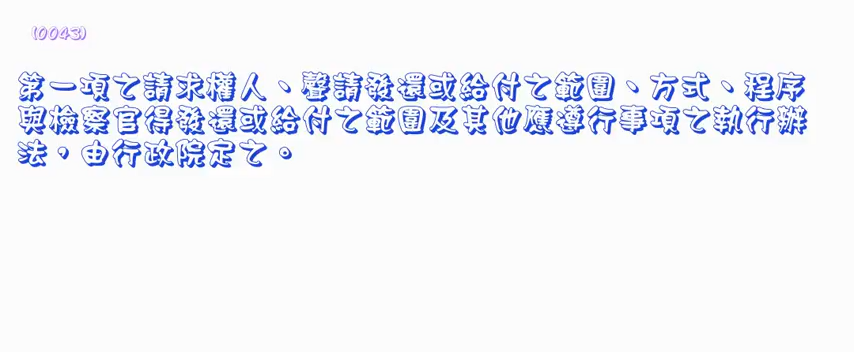 (0043)
第一項之請求權人、聲請發還或給付之範圍、方式、程序
與檢察官得發還或給付之範圍及其他應遵行事項之執行辦
法，由行政院定之。